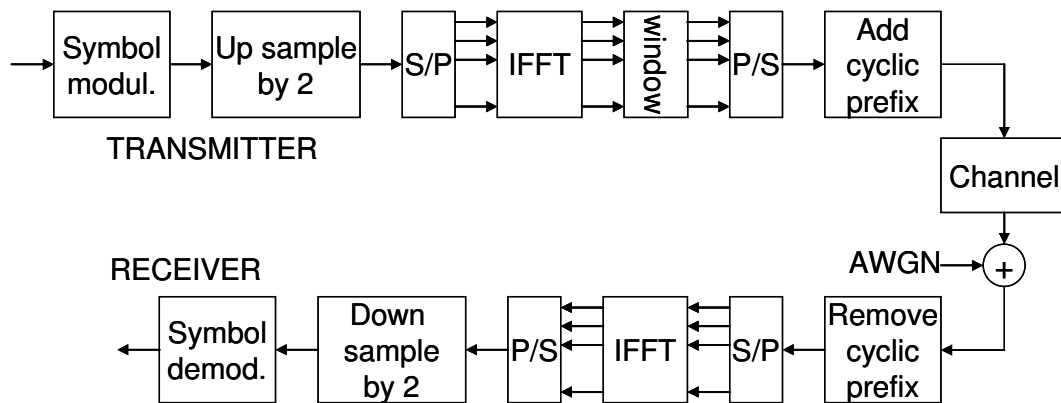 Symbol
modul.
Up sample
by 2
S/P
IFFT
window
P/S
Add
cyclic
prefix
TRANSMITTER
Channel
AWGN
+
RECEIVER
Symbol
demod.
Down
sample
by 2
P/S
IFFT
S/P
Remove
cyclic
prefix